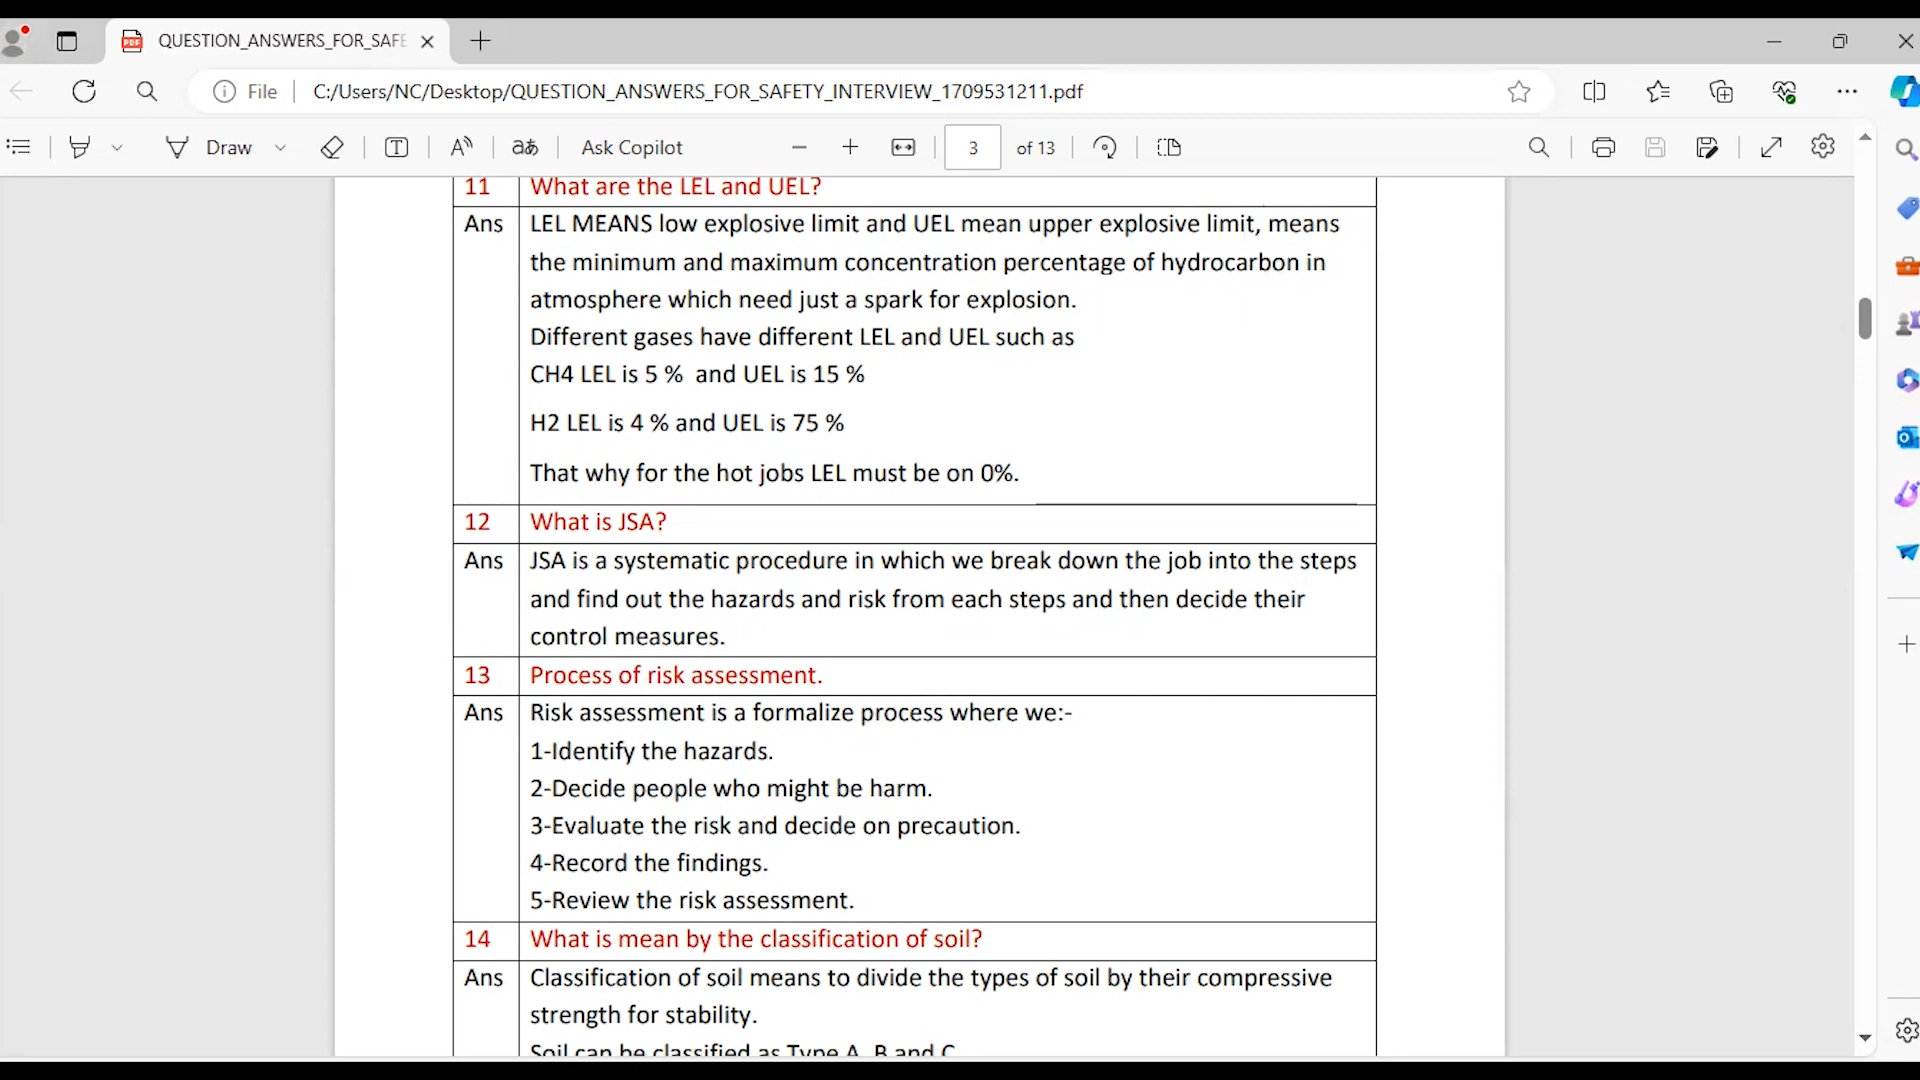 QUESTION_ANSWERS_FOR_SAFE
File
C:/Users/NC/Desktop/QUESTION_ANSWERS_FOR_SAFETY_INTERVIEW_1709531211.pdf
Draw
Ask Copilot
3 of 13
11 What are the LEL and UEL?
Ans LEL MEANS low explosive limit and UEL mean upper explosive limit, means
the minimum and maximum concentration percentage of hydrocarbon in
atmosphere which need just a spark for explosion.
Different gases have different LEL and UEL such as
CH4 LEL is 5 % and UEL is 15 %
H2 LEL is 4 % and UEL is 75 %
That why for the hot jobs LEL must be on 0%.
12 What is JSA?
Ans JSA is a systematic procedure in which we break down the job into the steps
and find out the hazards and risk from each steps and then decide their
control measures.
13 Process of risk assessment.
Ans Risk assessment is a formalize process where we:-
1-Identify the hazards.
2-Decide people who might be harm.
3-Evaluate the risk and decide on precaution.
4-Record the findings.
5-Review the risk assessment.
14 What is mean by the classification of soil?
Ans Classification of soil means to divide the types of soil by their compressive
strength for stability.
Soil can be classified as Type A, B and C